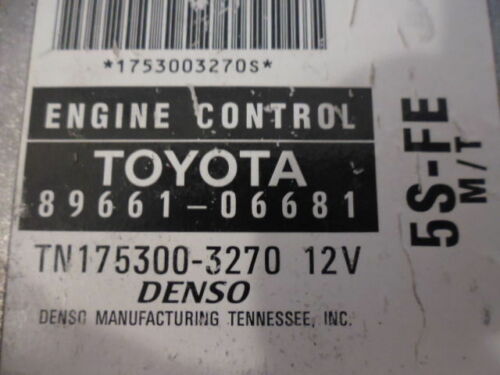 *1753003270S*
ENGINE CONTROL
TOYOTA
89661-06681
TN175300-3270 12V
DENSO
DENSO MANUFACTURING TENNESSEE, INC.
5S-FE
M/T